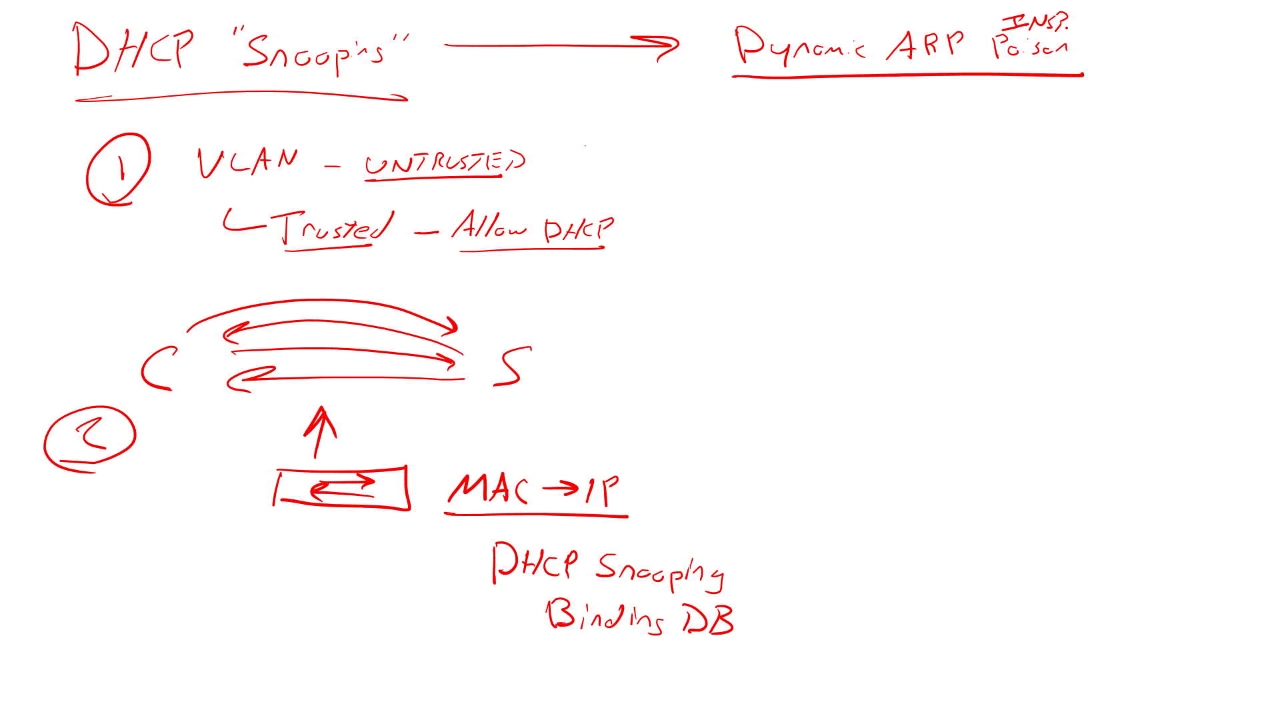 DHCP "Snooping" → Dynamic ARP Poison
INSP.
1 VLAN - UNTRUSTED
Trusted - Allow DHCP
C S
2
MAC → IP
DHCP Snooping
Binding DB